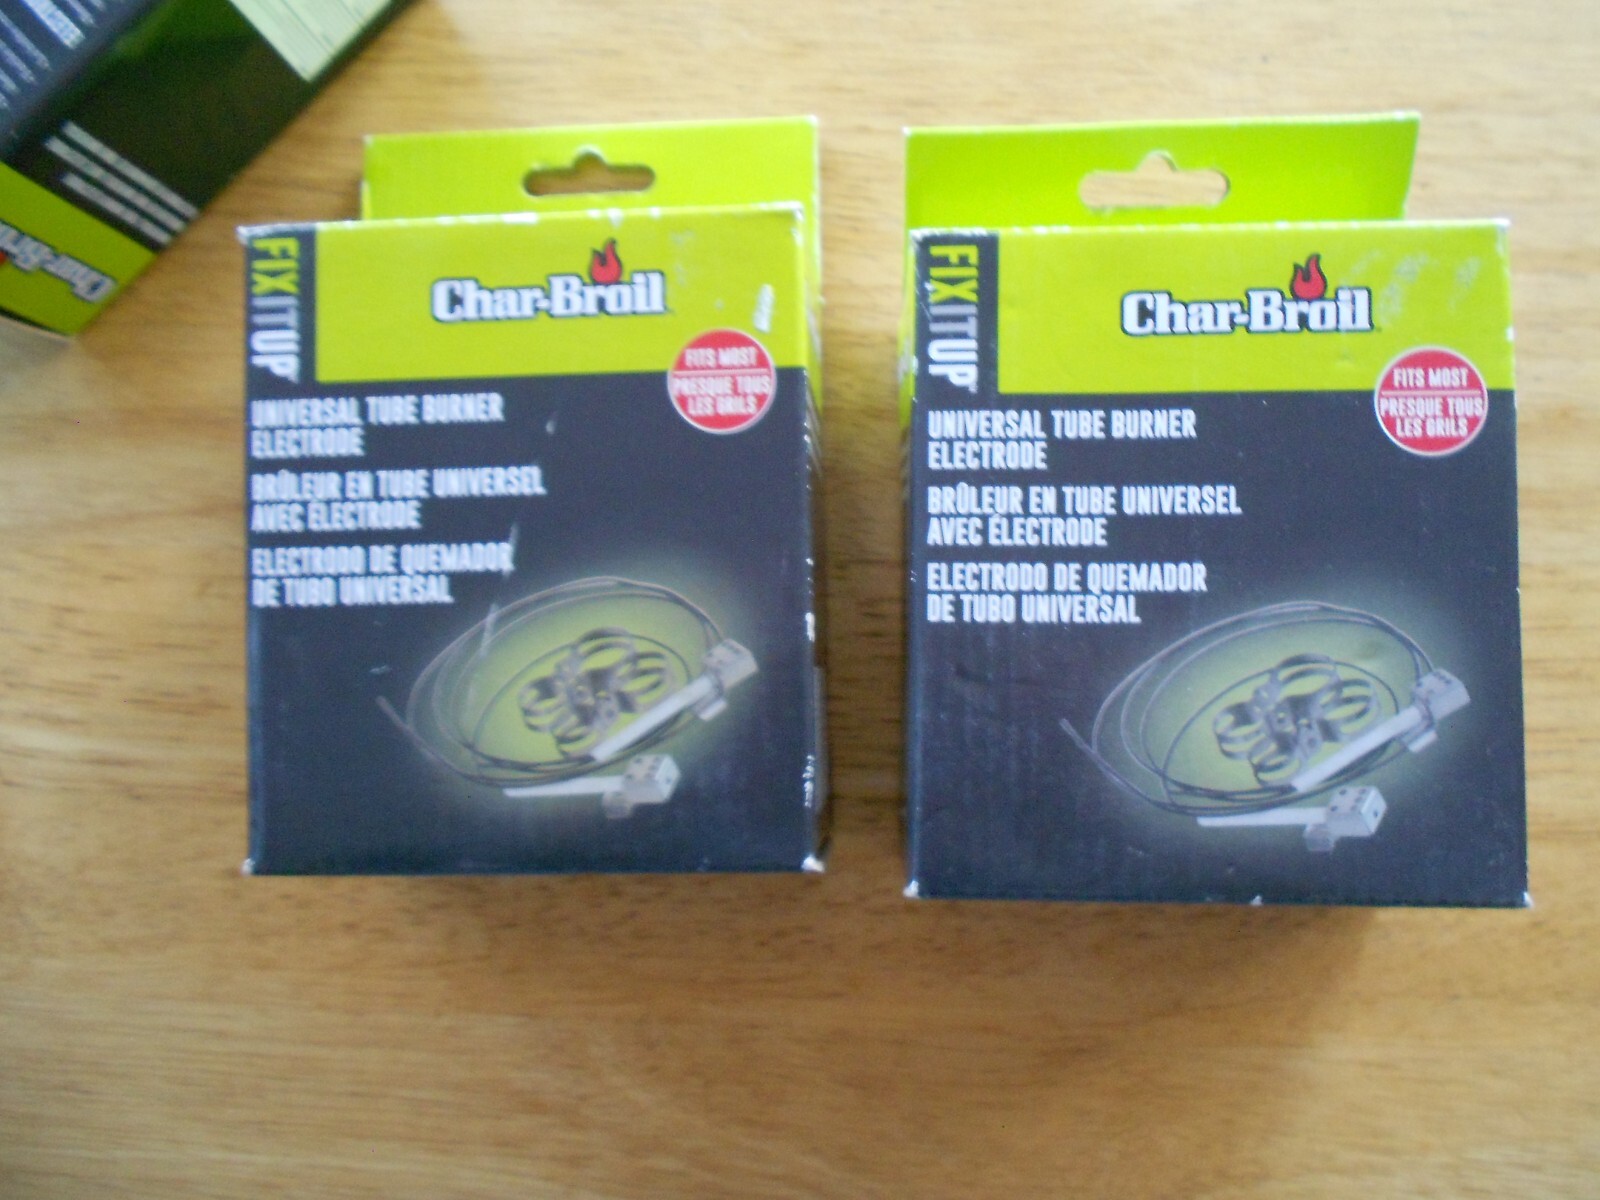 Char-Broil
FIX IT UP
Char-Broil
FITS MOST
PRESQUE TOUS
LES GRILS
UNIVERSAL TUBE BURNER
ELECTRODE
BRÛLEUR EN TUBE UNIVERSEL
AVEC ÉLECTRODE
ELECTRODO DE QUEMADOR
DE TUBO UNIVERSAL
FIX IT UP
Char-Broil
FITS MOST
PRESQUE TOUS
LES GRILS
UNIVERSAL TUBE BURNER
ELECTRODE
BRÛLEUR EN TUBE UNIVERSEL
AVEC ÉLECTRODE
ELECTRODO DE QUEMADOR
DE TUBO UNIVERSAL